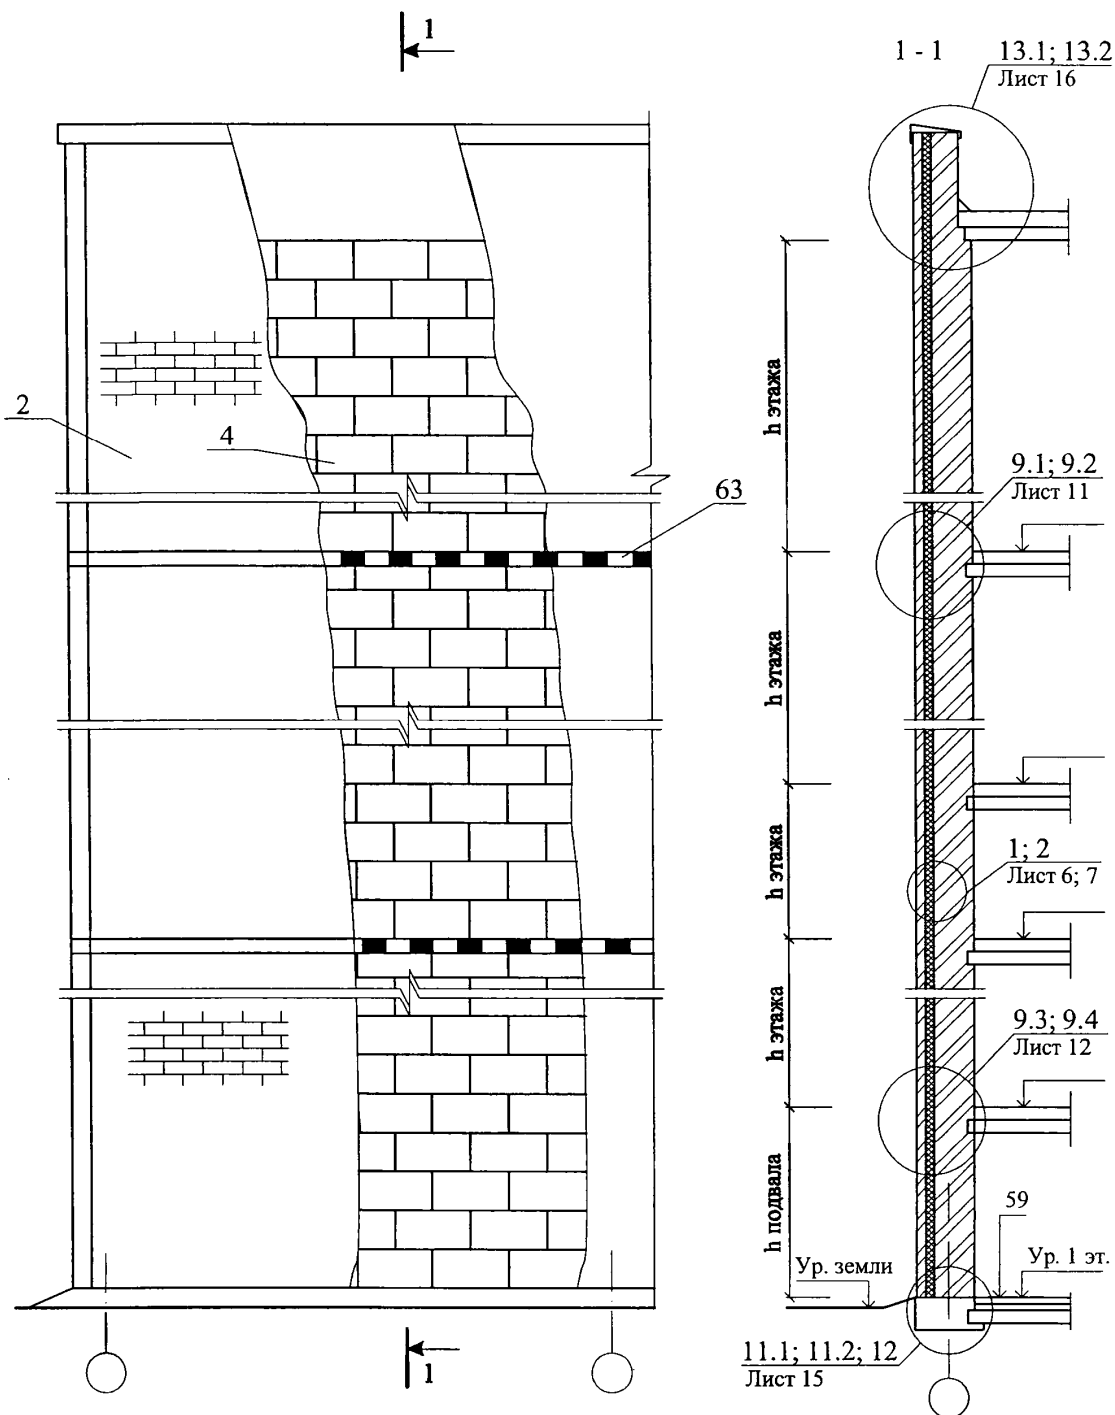 1
1 - 1
13.1; 13.2
Лист 16
2
4
63
h этажа
9.1; 9.2
Лист 11
h этажа
h этажа
1; 2
Лист 6; 7
h этажа
9.3; 9.4
Лист 12
h подвала
59
Ур. земли
Ур. 1 эт.
11.1; 11.2; 12
Лист 15
1